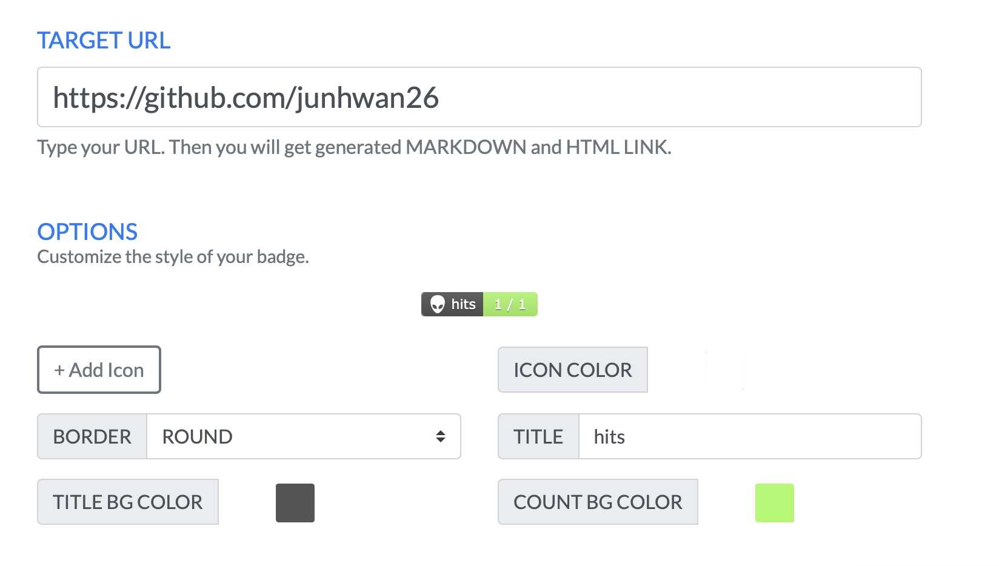 TARGET URL
https://github.com/junhwan26
Type your URL. Then you will get generated MARKDOWN and HTML LINK.
OPTIONS
Customize the style of your badge.
hits 1 / 1
+ Add Icon
ICON COLOR
BORDER ROUND
TITLE hits
TITLE BG COLOR
COUNT BG COLOR